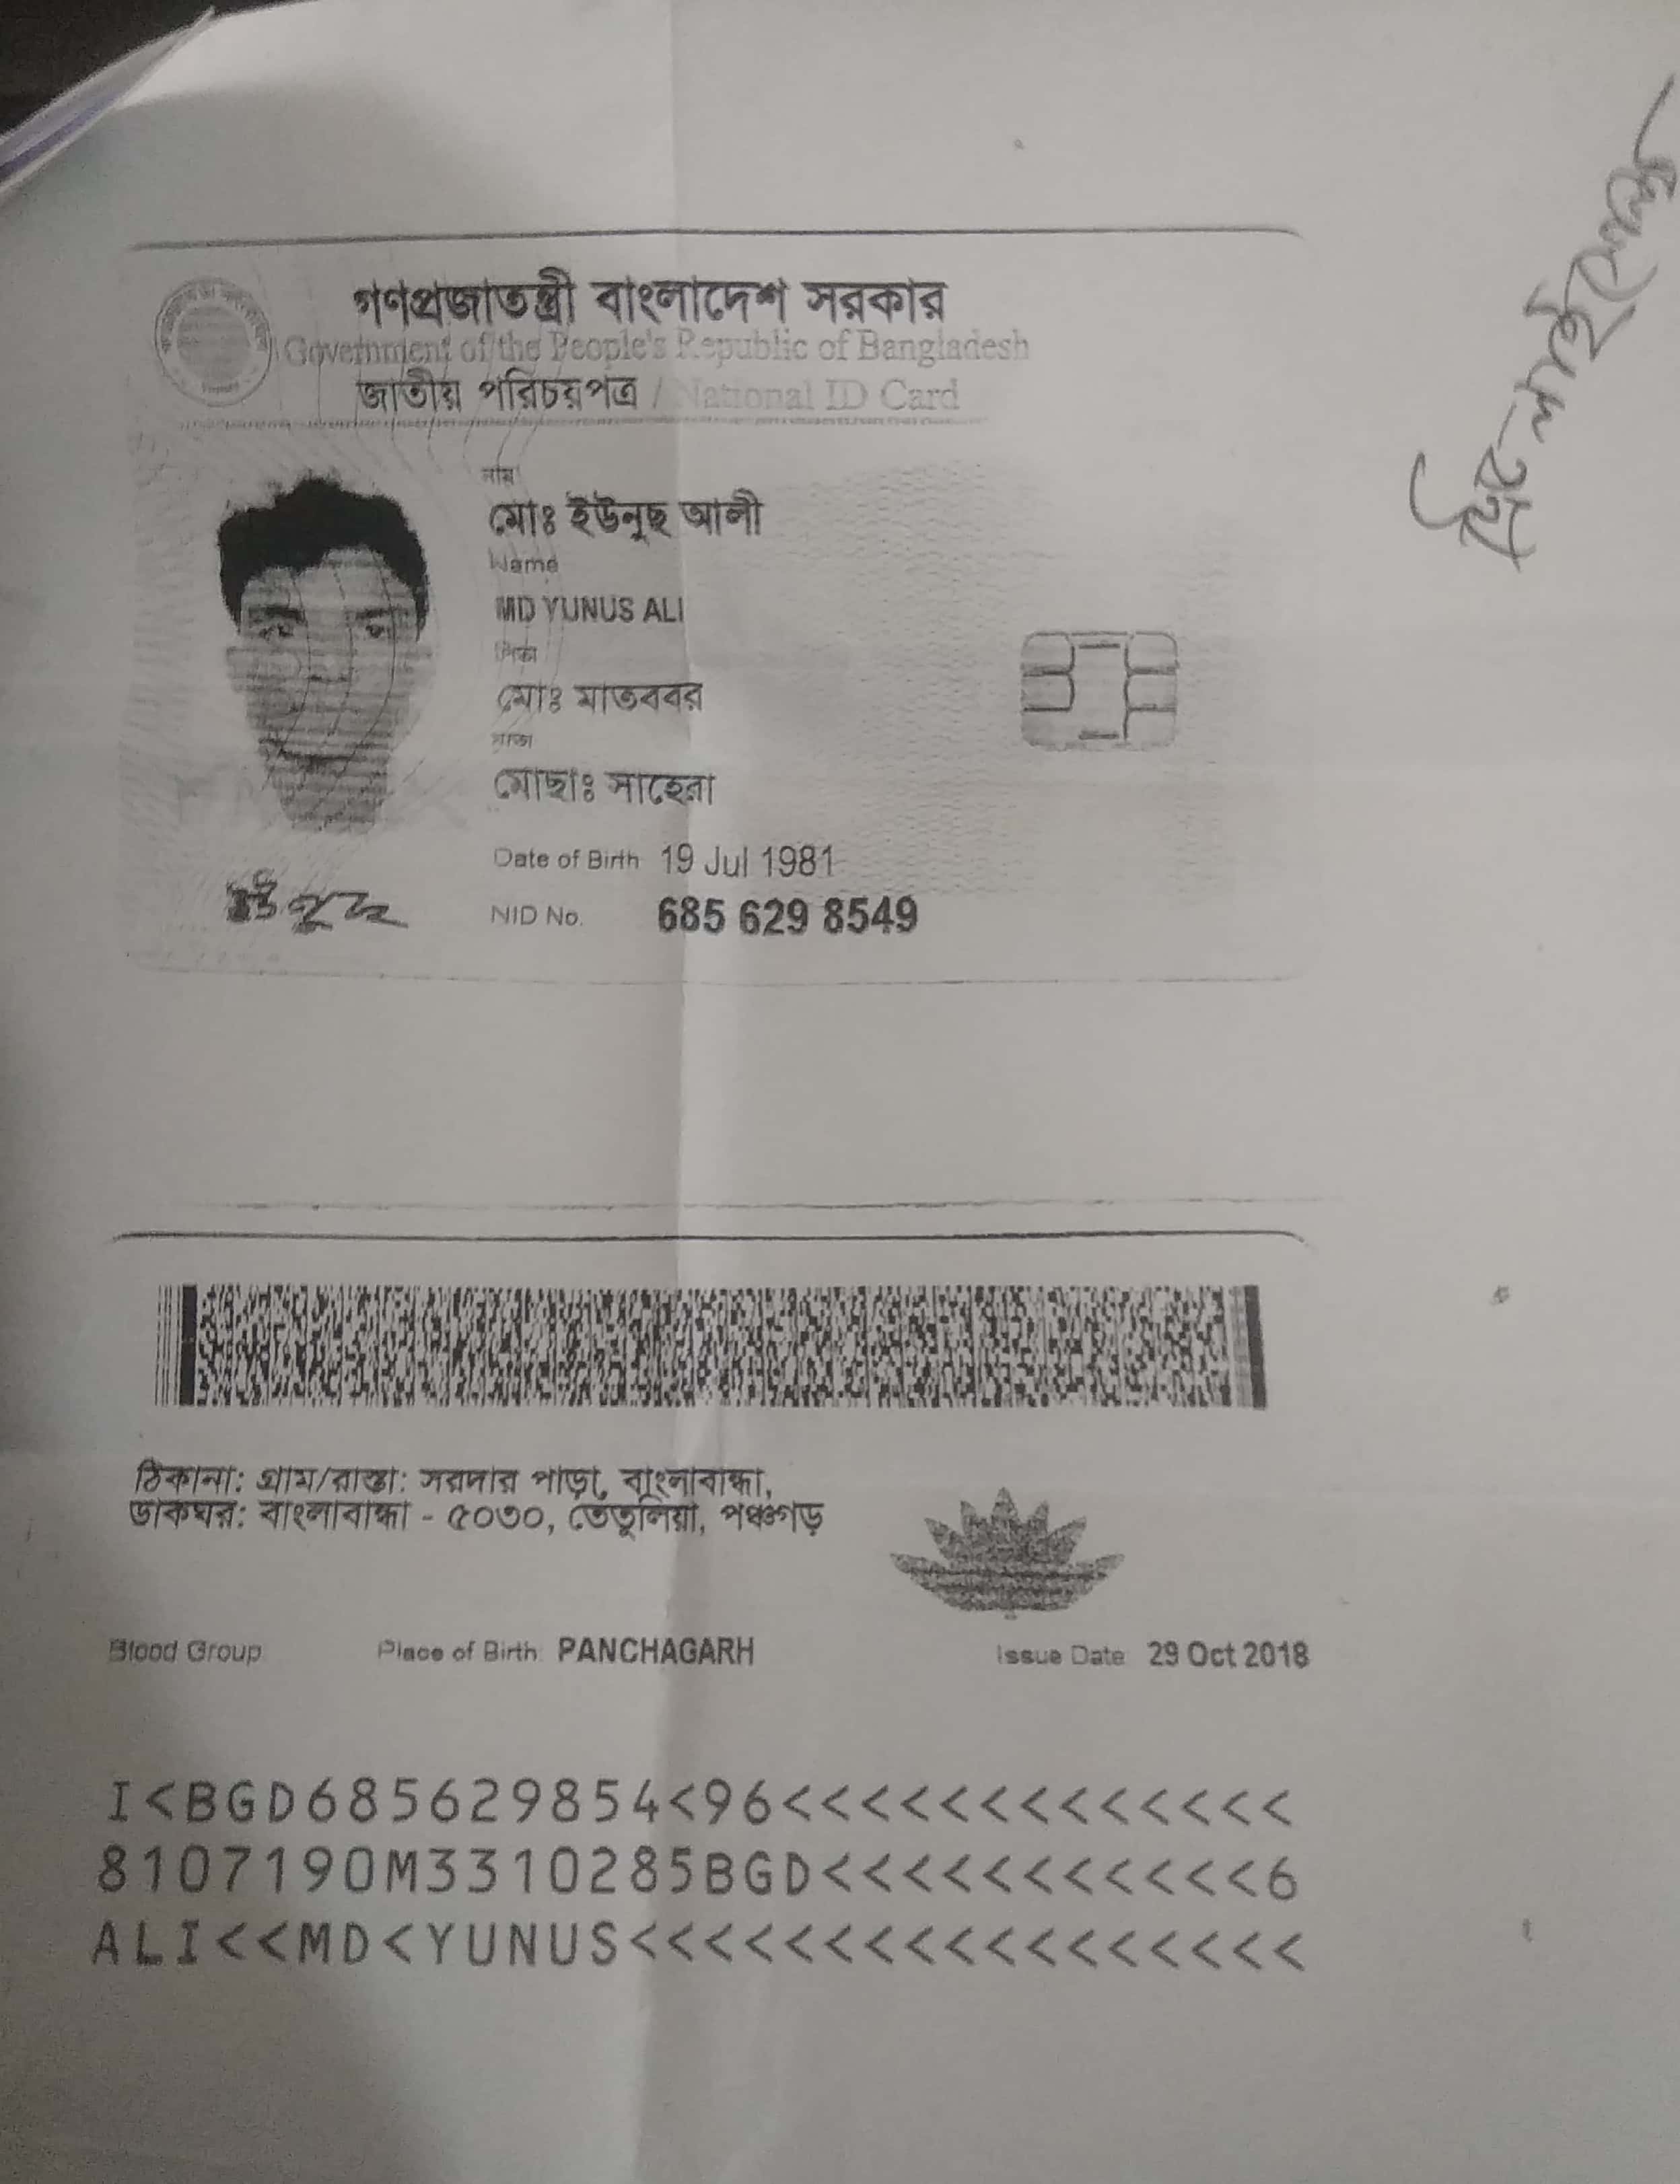 গণপ্রজাতন্ত্রী বাংলাদেশ সরকার
Government of the People's Republic of Bangladesh
জাতীয় পরিচয়পত্র / National ID Card
নাম
মোঃ ইউনুছ আলী
Name
MD YUNUS ALI
পিতা
মোঃ মাতববর
মাতা
মোছাঃ সাহেরা
Date of Birth 19 Jul 1981
NID No. 685 629 8549
ইউনুছ
ঠিকানা: গ্রাম/রাস্তা: সরদার পাড়া, বাংলাবান্ধা,
ডাকঘর: বাংলাবান্ধা - ৫০৩০, তেতুলিয়া, পঞ্চগড়
Blood Group Place of Birth: PANCHAGARH Issue Date: 29 Oct 2018
I<BGD685629854<96<<<<<<<<<<<<<
8107190M3310285BGD<<<<<<<<<<<6
ALI<<MD<YUNUS<<<<<<<<<<<<<<<<<